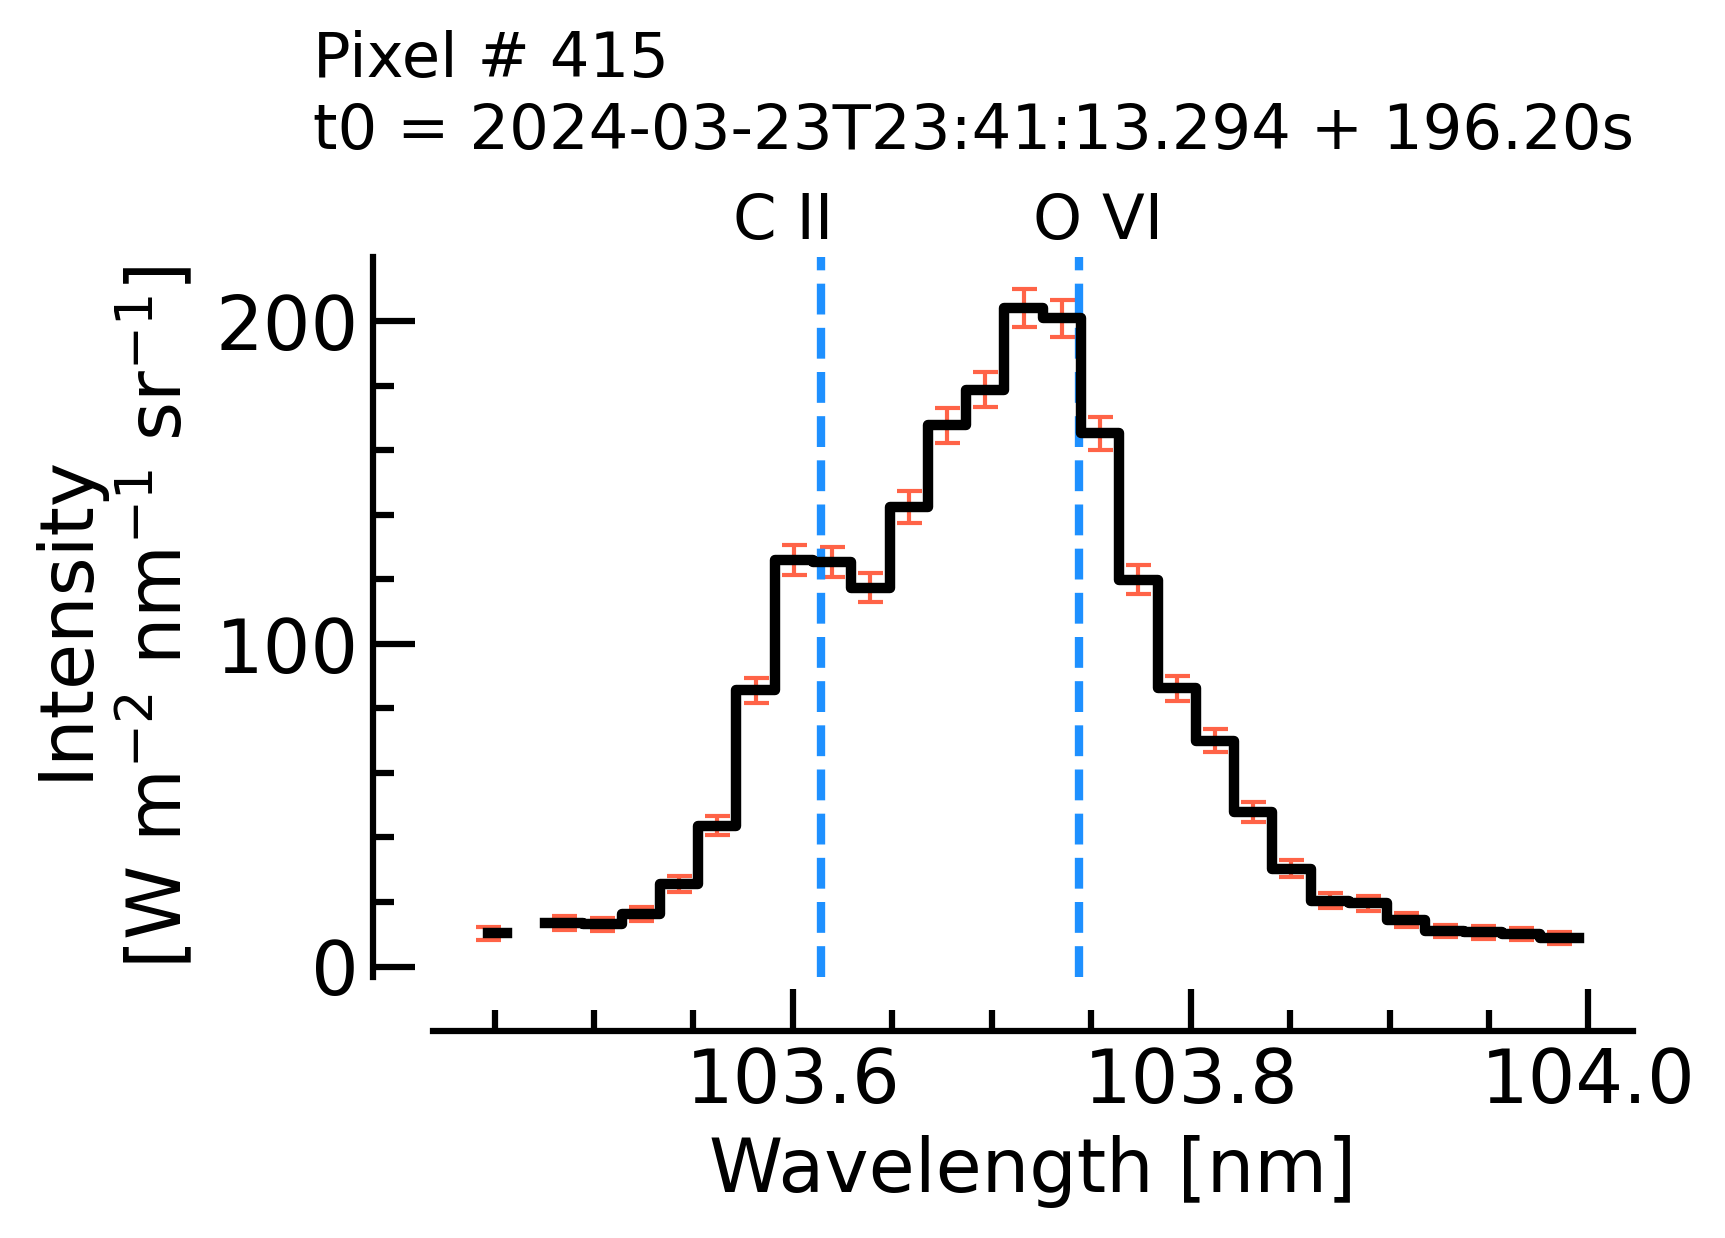 Pixel # 415
t0 = 2024-03-23T23:41:13.294 + 196.20s
C II O VI
Intensity
[W m⁻² nm⁻¹ sr⁻¹]
200
100
0
103.6 103.8 104.0
Wavelength [nm]